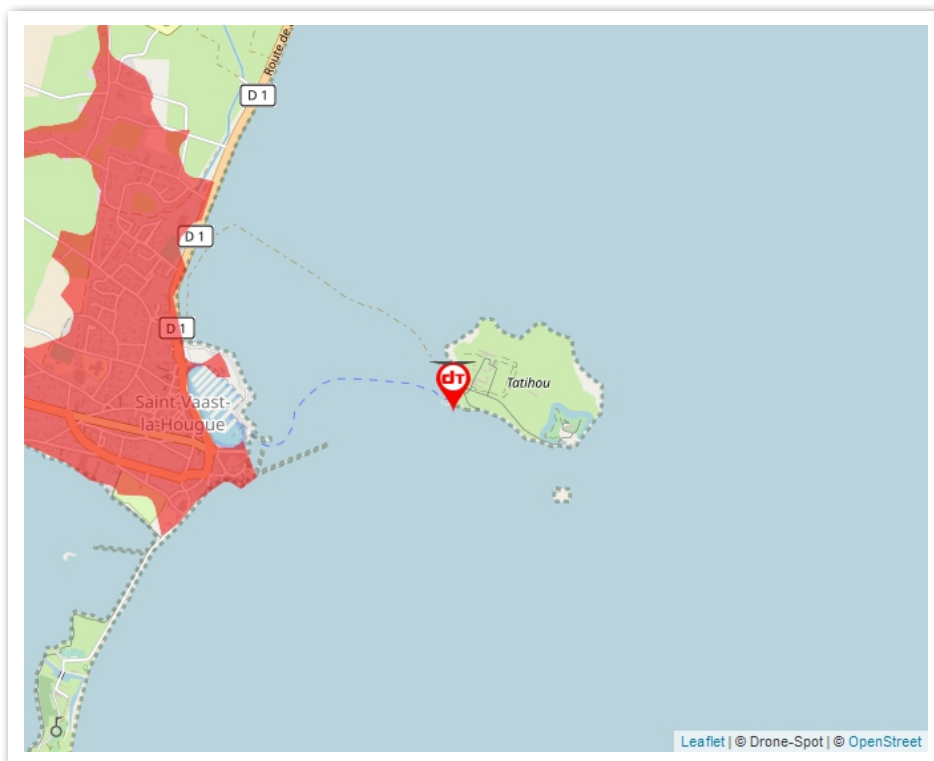 Route de
D 1
D 1
D 1
dT
Tatihou
Saint-Vaast-
la-Hougue
Leaflet | © Drone-Spot | © OpenStreet